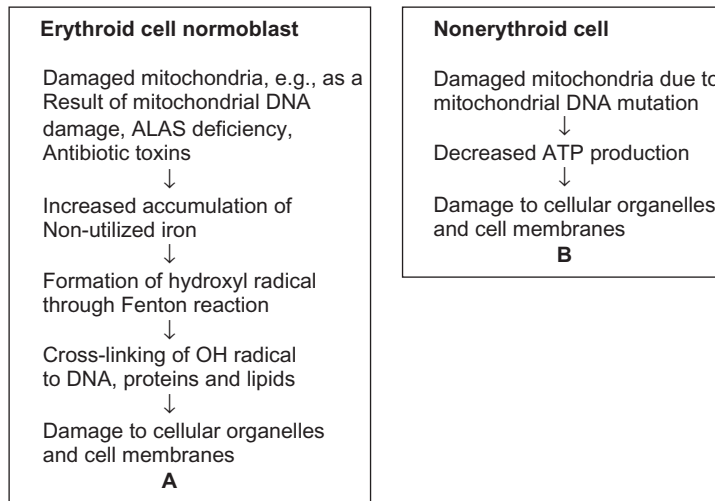 Erythroid cell normoblast
Damaged mitochondria, e.g., as a
Result of mitochondrial DNA
damage, ALAS deficiency,
Antibiotic toxins
↓
Increased accumulation of
Non-utilized iron
↓
Formation of hydroxyl radical
through Fenton reaction
↓
Cross-linking of OH radical
to DNA, proteins and lipids
↓
Damage to cellular organelles
and cell membranes
A
Nonerythroid cell
Damaged mitochondria due to
mitochondrial DNA mutation
↓
Decreased ATP production
↓
Damage to cellular organelles
and cell membranes
B